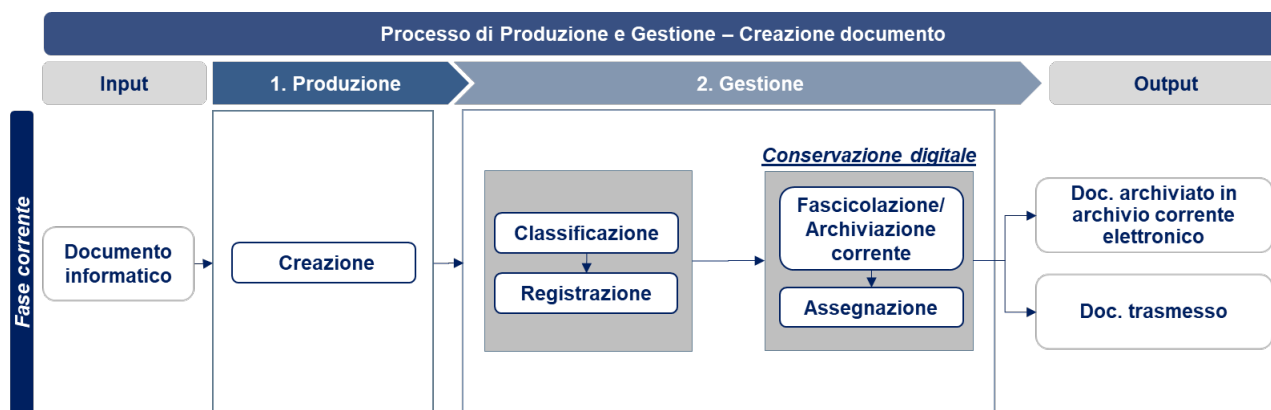 Processo di Produzione e Gestione – Creazione documento
Input
1. Produzione
2. Gestione
Output
Fase corrente
Documento
informatico
Creazione
Classificazione
Registrazione
Conservazione digitale
Fascicolazione/
Archiviazione
corrente
Assegnazione
Doc. archiviato in
archivio corrente
elettronico
Doc. trasmesso